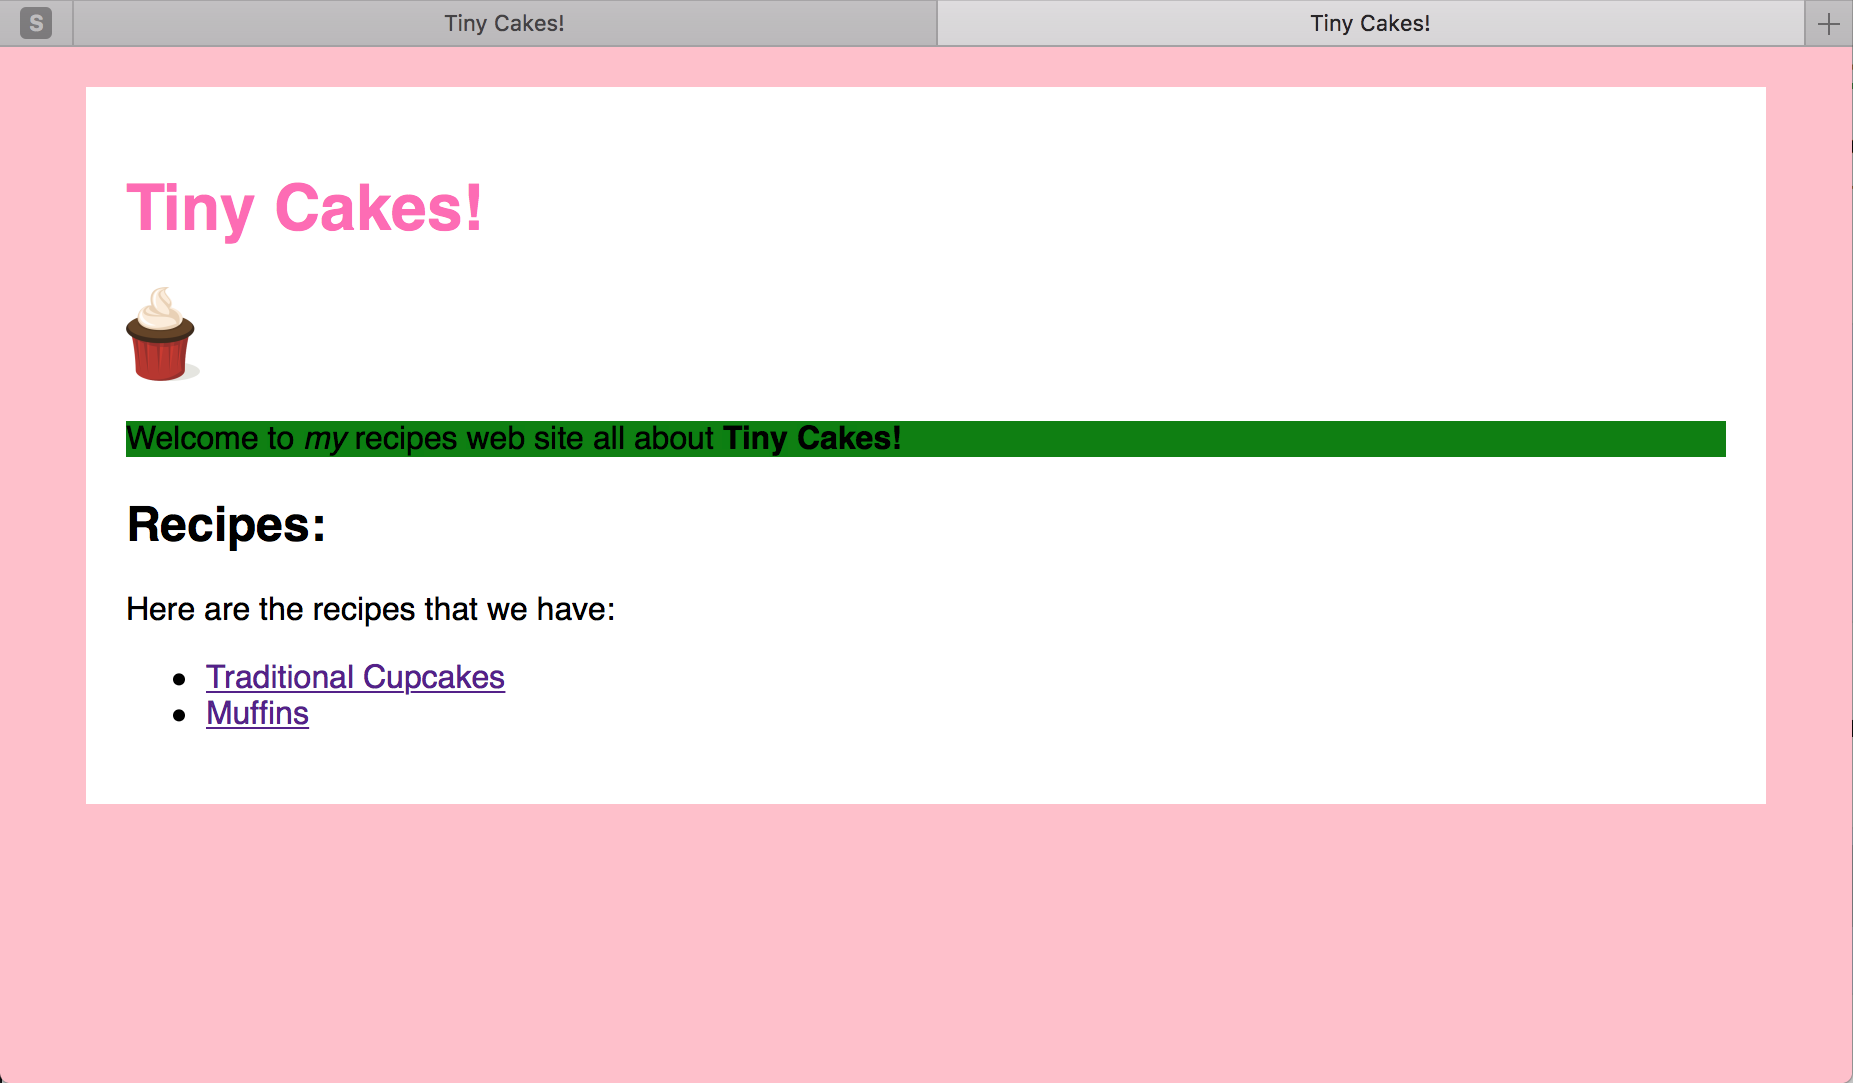 S
Tiny Cakes!
Tiny Cakes!
Tiny Cakes!
Welcome to my recipes web site all about Tiny Cakes!
Recipes:
Here are the recipes that we have:
Traditional Cupcakes
Muffins